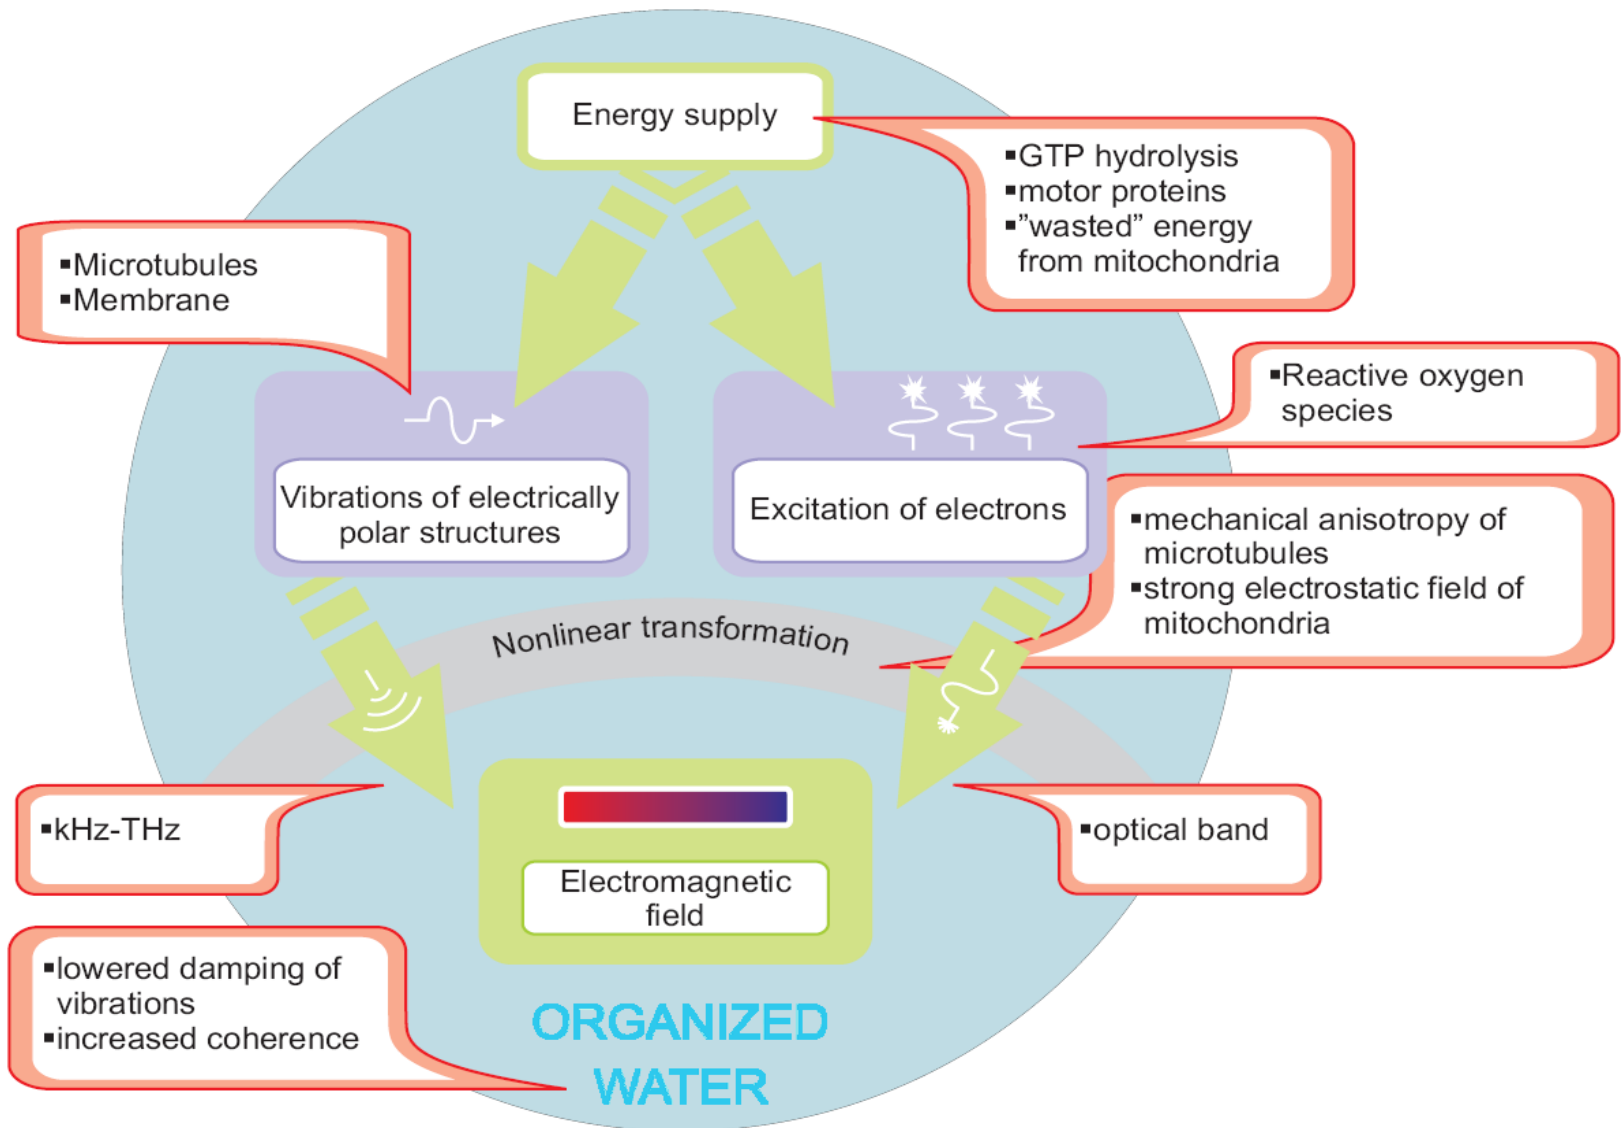 Energy supply
▪GTP hydrolysis
▪motor proteins
▪”wasted” energy
from mitochondria
▪Microtubules
▪Membrane
▪Reactive oxygen
species
Vibrations of electrically
polar structures
Excitation of electrons
▪mechanical anisotropy of
microtubules
▪strong electrostatic field of
mitochondria
Nonlinear transformation
▪kHz-THz
▪optical band
Electromagnetic
field
▪lowered damping of
vibrations
▪increased coherence
ORGANIZED
WATER